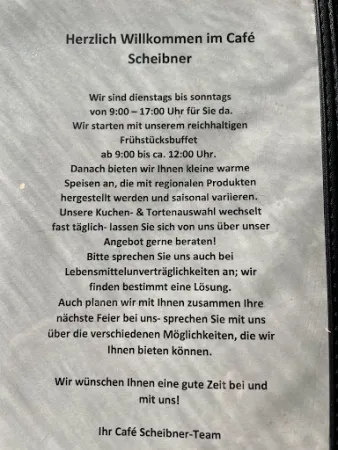 Herzlich Willkommen im Café
Scheibner
Wir sind dienstags bis sonntags
von 9:00 – 17:00 Uhr für Sie da.
Wir starten mit unserem reichhaltigen
Frühstücksbuffet
ab 9:00 bis ca. 12:00 Uhr.
Danach bieten wir Ihnen kleine warme
Speisen an, die mit regionalen Produkten
hergestellt werden und saisonal variieren.
Unsere Kuchen- & Tortenauswahl wechselt
fast täglich- lassen Sie sich von uns über unser
Angebot gerne beraten!
Bitte sprechen Sie uns auch bei
Lebensmittelunverträglichkeiten an; wir
finden bestimmt eine Lösung.
Auch planen wir mit Ihnen zusammen Ihre
nächste Feier bei uns- sprechen Sie mit uns
über die verschiedenen Möglichkeiten, die wir
Ihnen bieten können.
Wir wünschen Ihnen eine gute Zeit bei und
mit uns!
Ihr Café Scheibner-Team